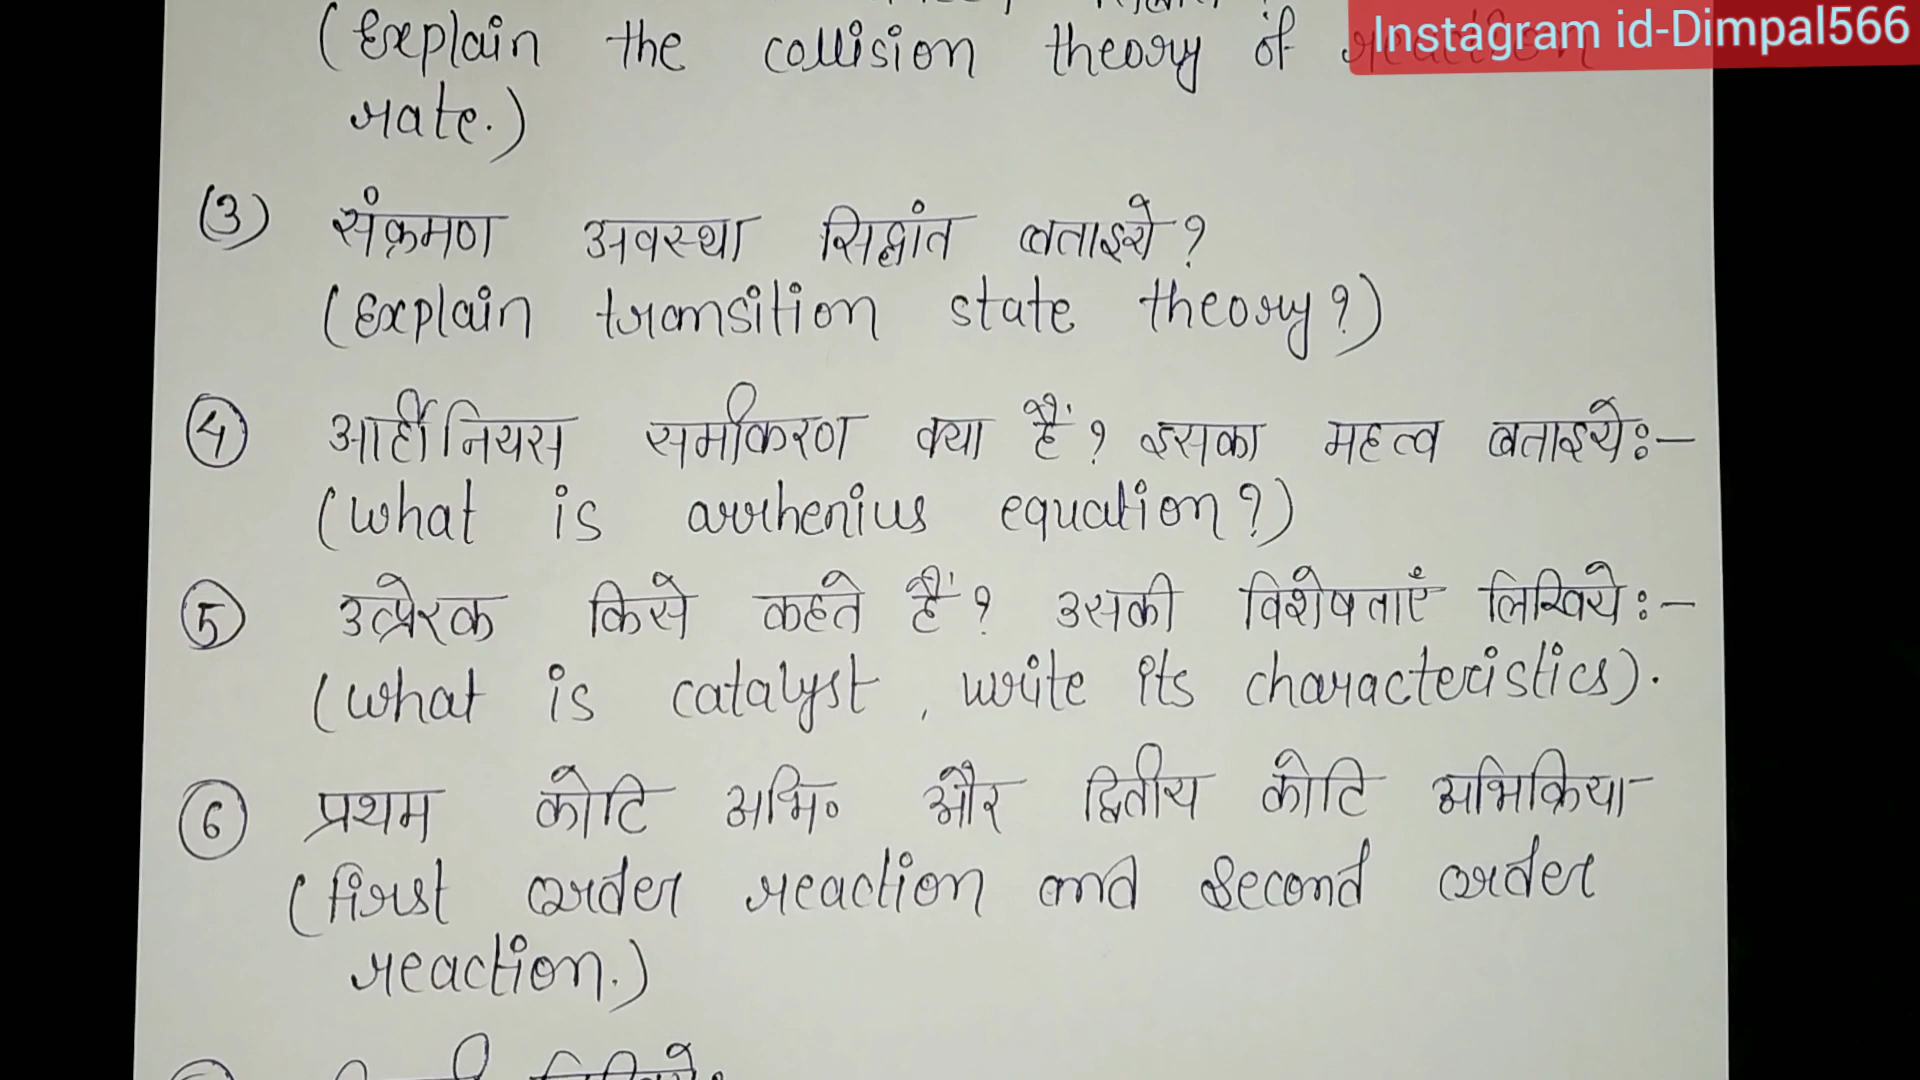 Instagram id-Dimpal566
(Explain the collision theory of reaction
rate.)
(3) संक्रमण अवस्था सिद्धांत बताइये?
(Explain transition state theory?)
(4) आर्हीनियस समीकरण क्या हैं? इसका महत्व बताइये:-
(What is arrhenius equation?)
(5) उत्प्रेरक किसे कहते हैं? उसकी विशेषताएँ लिखिये:-
(What is catalyst, write its characteristics).
(6) प्रथम कोटि अभि० और द्वितीय कोटि अभिक्रिया-
(first order reaction and second order
reaction.)